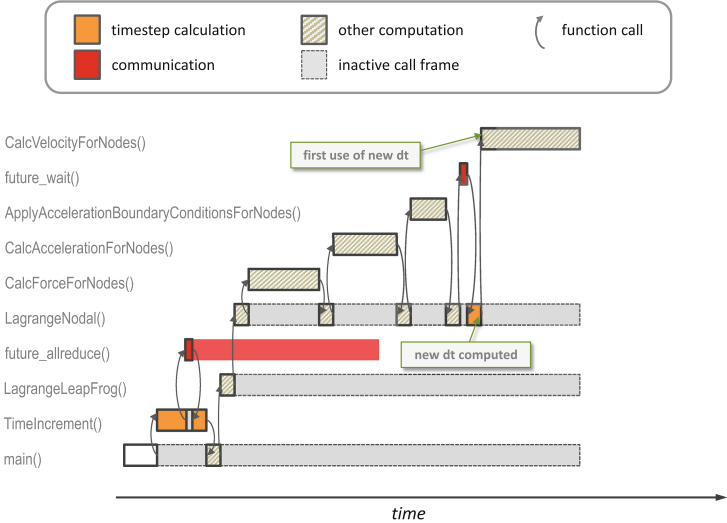 timestep calculation
other computation
function call
communication
inactive call frame
CalcVelocityForNodes()
first use of new dt
future_wait()
ApplyAccelerationBoundaryConditionsForNodes()
CalcAccelerationForNodes()
CalcForceForNodes()
LagrangeNodal()
future_allreduce()
new dt computed
LagrangeLeapFrog()
TimeIncrement()
main()
time